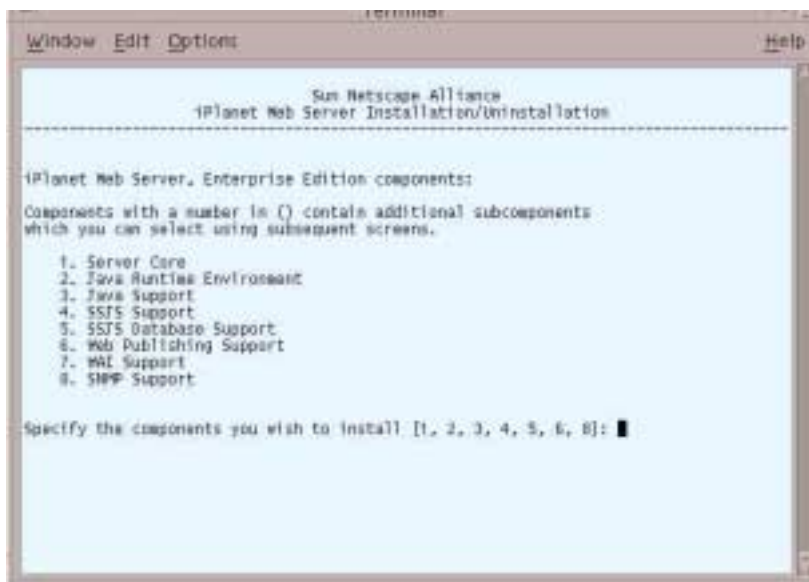 Terminal
Window Edit Options Help
Sun Netscape Alliance
iPlanet Web Server Installation/Uninstallation
--------------------------------------------------------------------------------
iPlanet Web Server, Enterprise Edition components:
Components with a number in () contain additional subcomponents
which you can select using subsequent screens.
1. Server Core
2. Java Runtime Environment
3. Java Support
4. SSJS Support
5. SSJS Database Support
6. Web Publishing Support
7. WAI Support
8. SNMP Support
Specify the components you wish to install [1, 2, 3, 4, 5, 6, 8]: